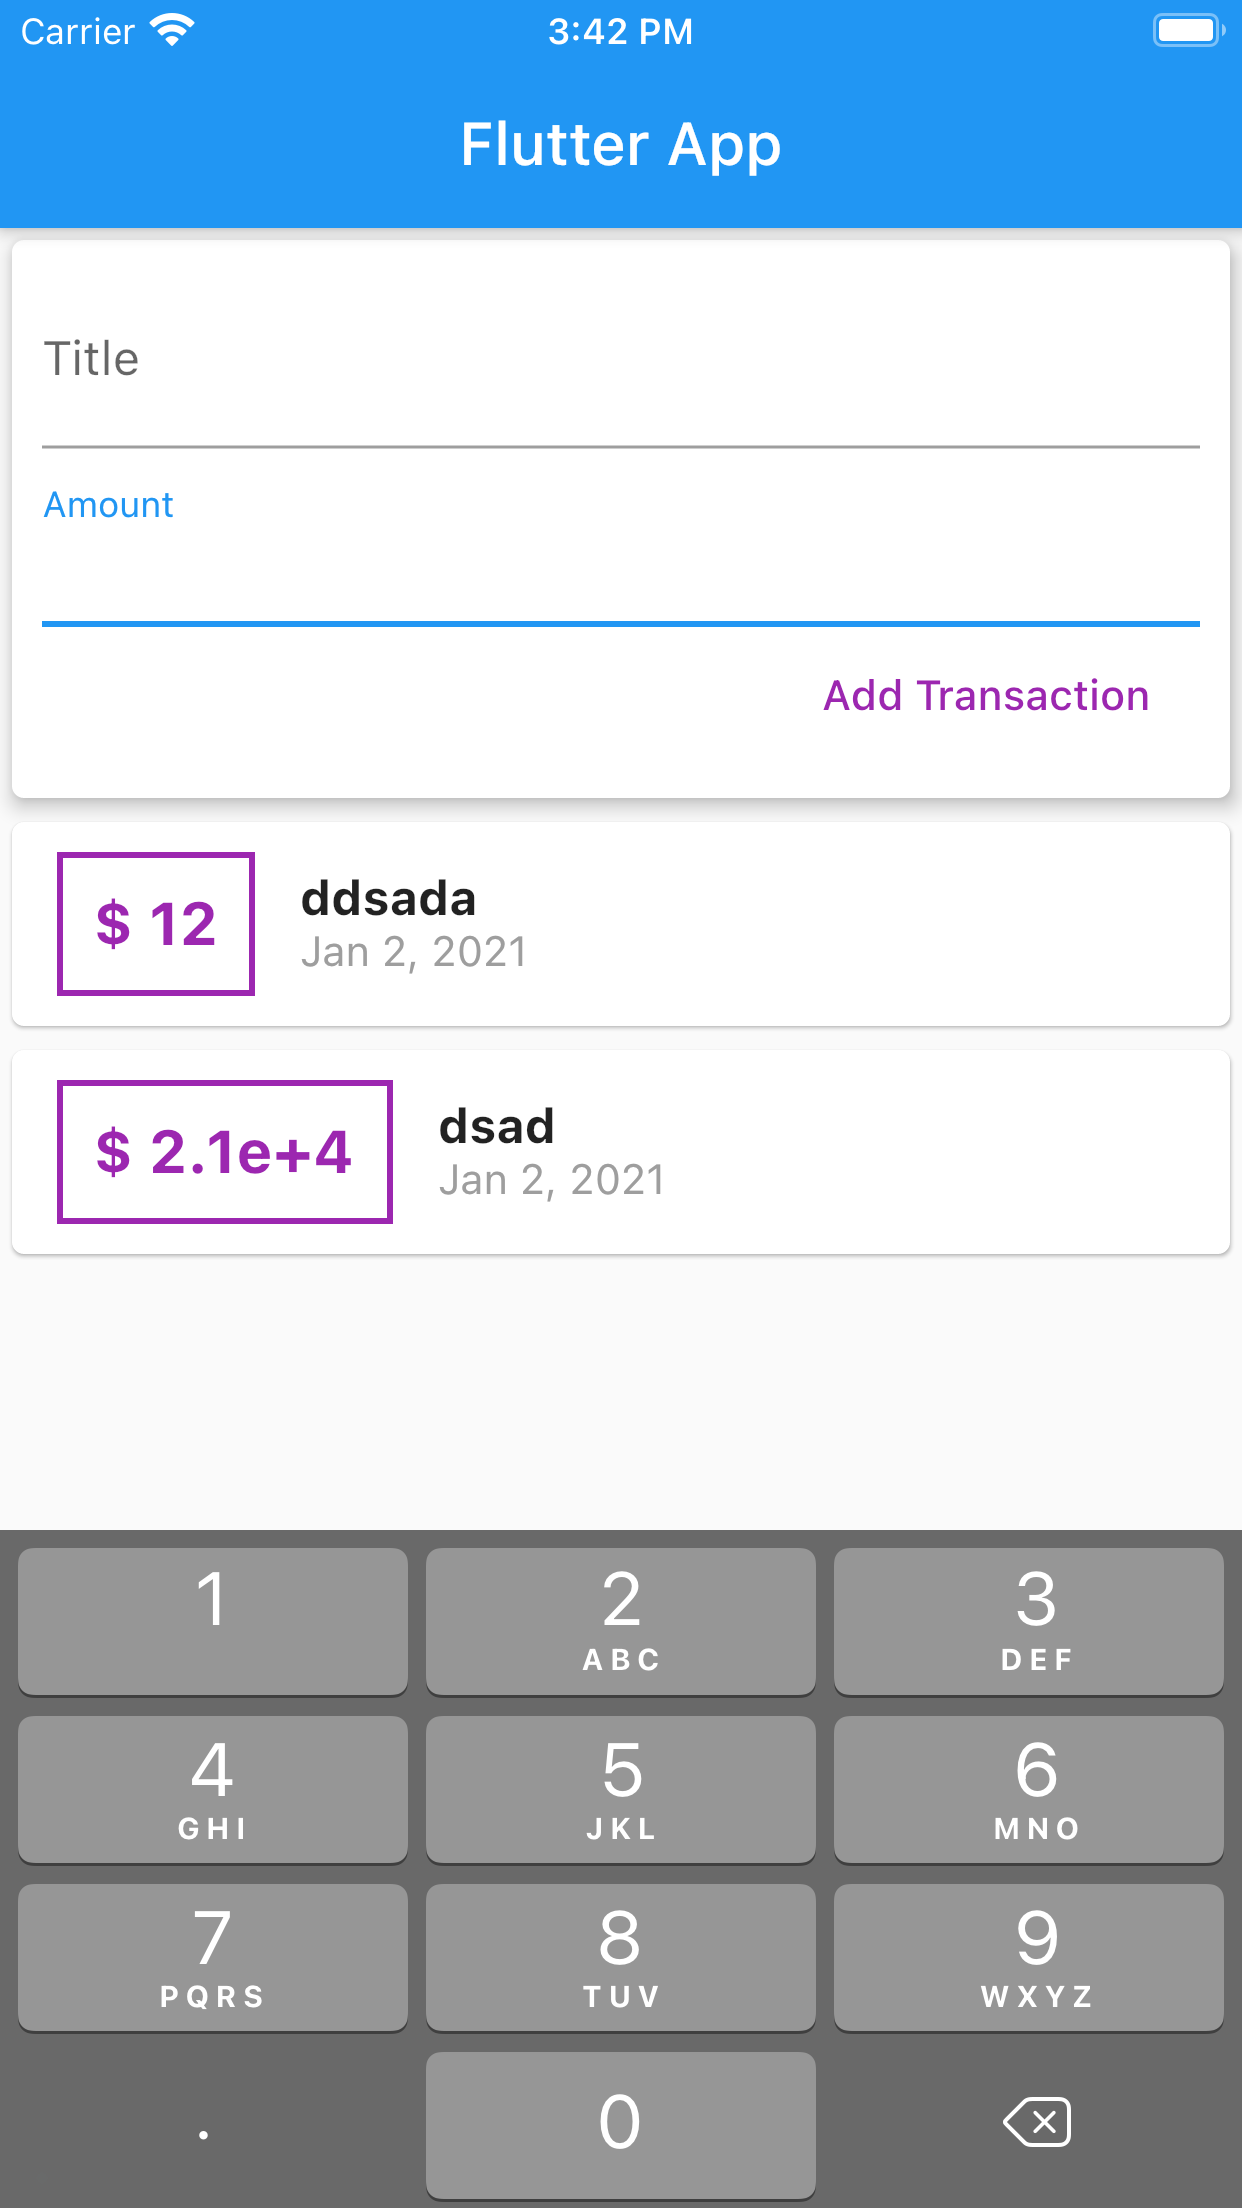 Carrier 3:42 PM
Flutter App
Title
Amount
Add Transaction
$ 12
ddsada
Jan 2, 2021
$ 2.1e+4
dsad
Jan 2, 2021
1 2 3
ABC DEF
4 5 6
GHI JKL MNO
7 8 9
PQRS TUV WXYZ
. 0